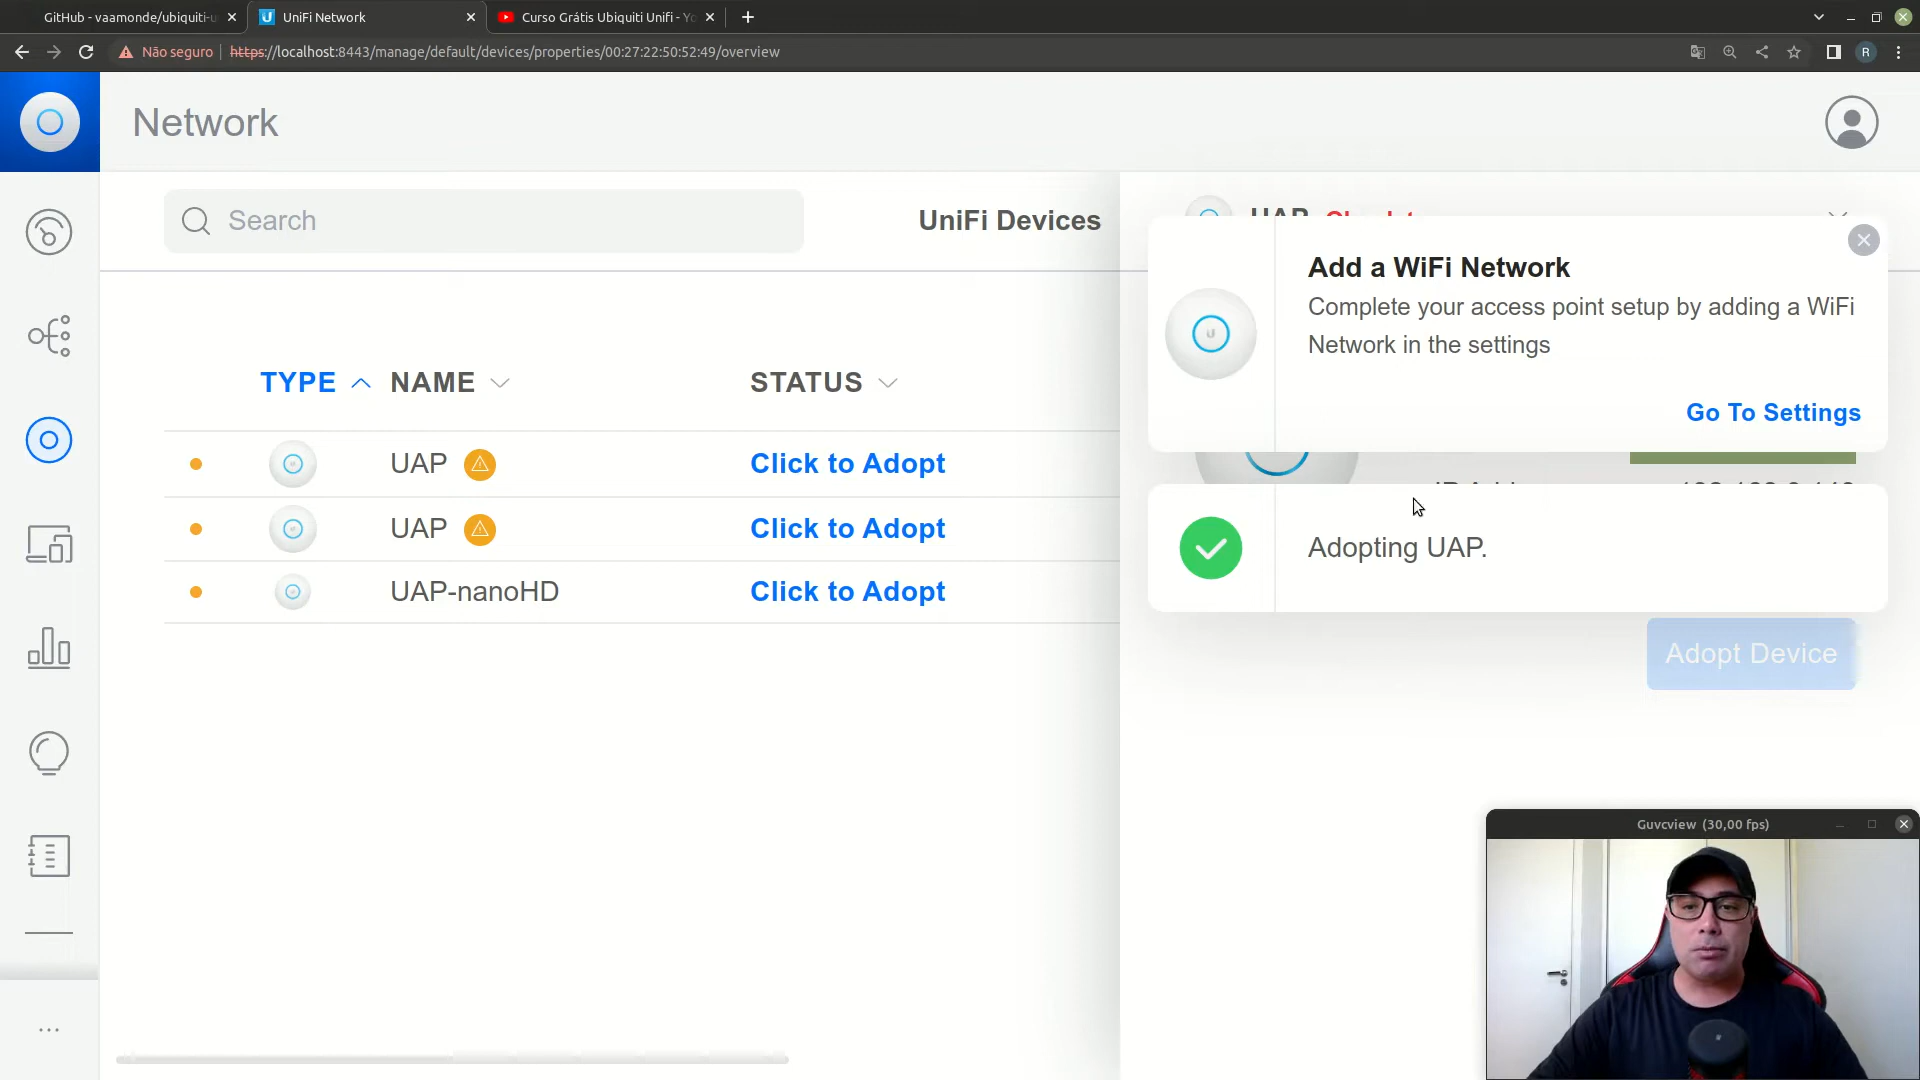 GitHub - vaamonde/ubiquiti-u
UniFi Network
Curso Grátis Ubiquiti Unifi - Yo
Não seguro
https://localhost:8443/manage/default/devices/properties/00:27:22:50:52:49/overview
R
Network
Search
UniFi Devices
UAP
Add a WiFi Network
Complete your access point setup by adding a WiFi
Network in the settings
Go To Settings
TYPE NAME STATUS
UAP Click to Adopt
UAP Click to Adopt
UAP-nanoHD Click to Adopt
Adopting UAP.
Adopt Device
Guvcview (30,00 fps)